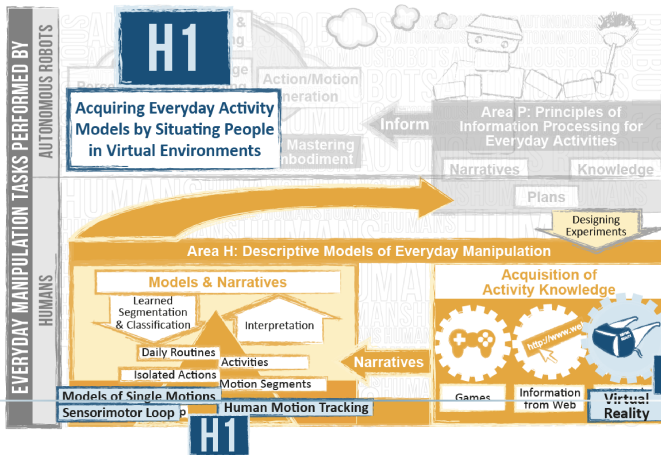 EVERYDAY MANIPULATION TASKS PERFORMED BY
AUTONOMOUS ROBOTS
HUMANS
H1
Acquiring Everyday Activity
Models by Situating People
in Virtual Environments
Action/Motion
Mastering
Inform
Area P: Principles of
Information Processing for
Everyday Activities
Narratives
Knowledge
Plans
Designing
Experiments
Area H: Descriptive Models of Everyday Manipulation
Models & Narratives
Learned
Segmentation
& Classification
Interpretation
Daily Routines
Activities
Isolated Actions
Motion Segments
Models of Single Motions
Sensorimotor Loop
Human Motion Tracking
H1
Narratives
Acquisition of
Activity Knowledge
http://www.we
Games
Information
from Web
Virtual
Reality